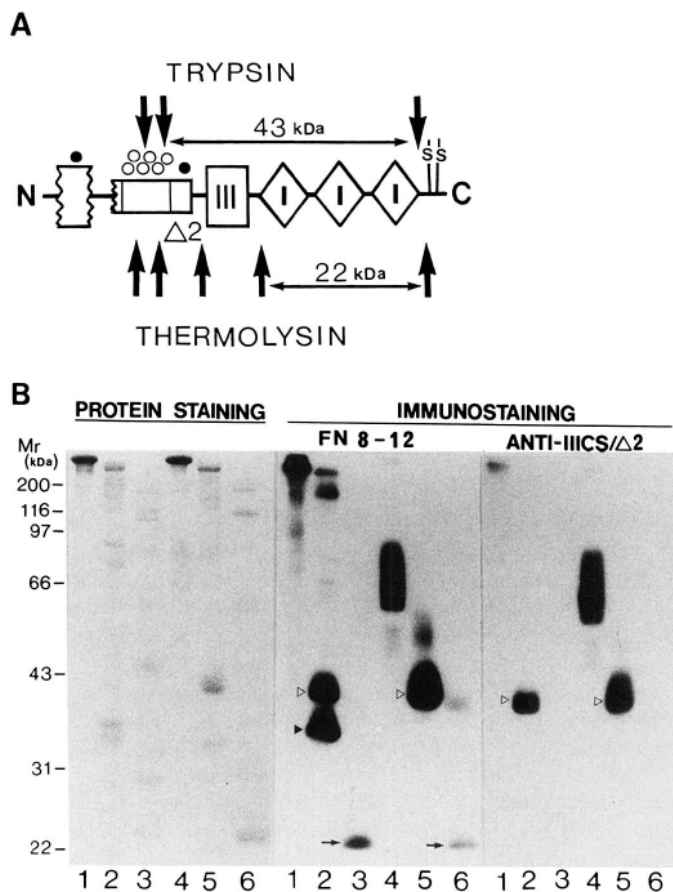 A
TRYPSIN
43 kDa
S S
N III I I I C
Δ2
22 kDa
THERMOLYSIN
B
PROTEIN STAINING IMMUNOSTAINING
FN 8-12 ANTI-IIICS/Δ2
Mr
(kDa)
200
116
97
66
43
31
22
1 2 3 4 5 6 1 2 3 4 5 6 1 2 3 4 5 6